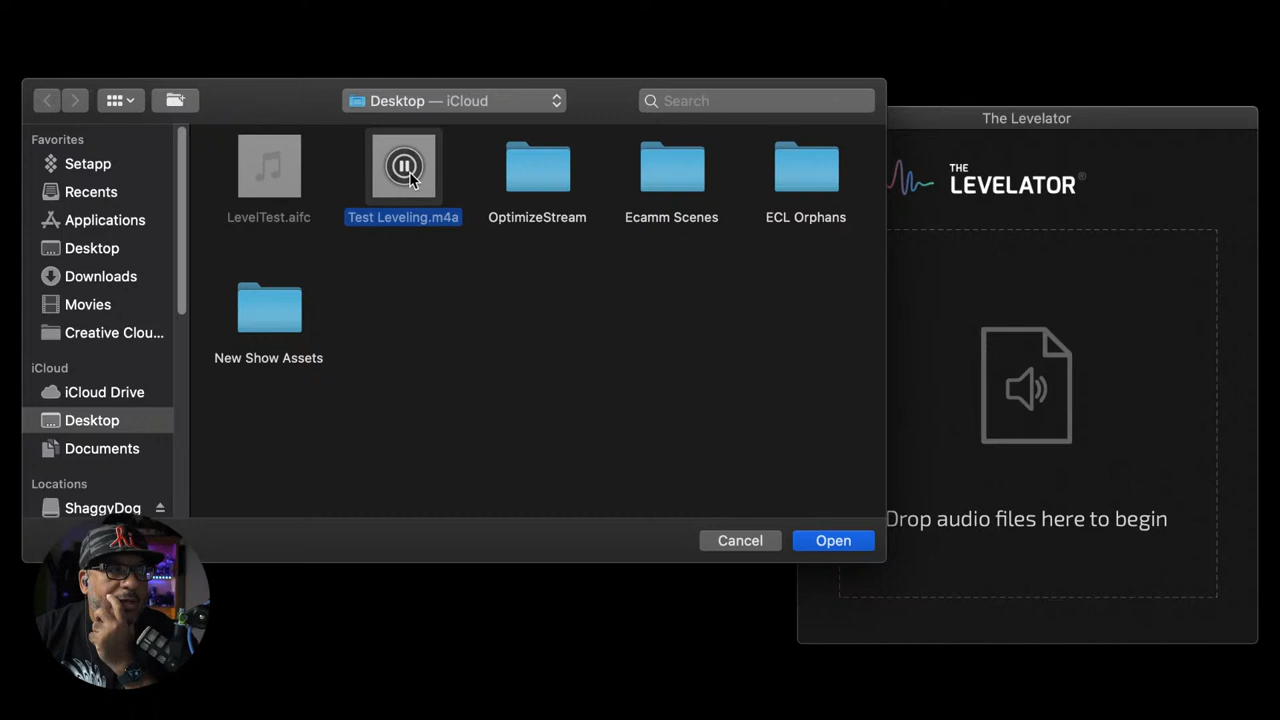 Desktop — iCloud
Search
Favorites
Setapp
Recents
Applications
Desktop
Downloads
Movies
Creative Clou...
iCloud
iCloud Drive
Desktop
Documents
Locations
ShaggyDog
LevelTest.aifc
Test Leveling.m4a
OptimizeStream
Ecamm Scenes
ECL Orphans
New Show Assets
Cancel
Open
The Levelator
THE
LEVELATOR®
Drop audio files here to begin
hi